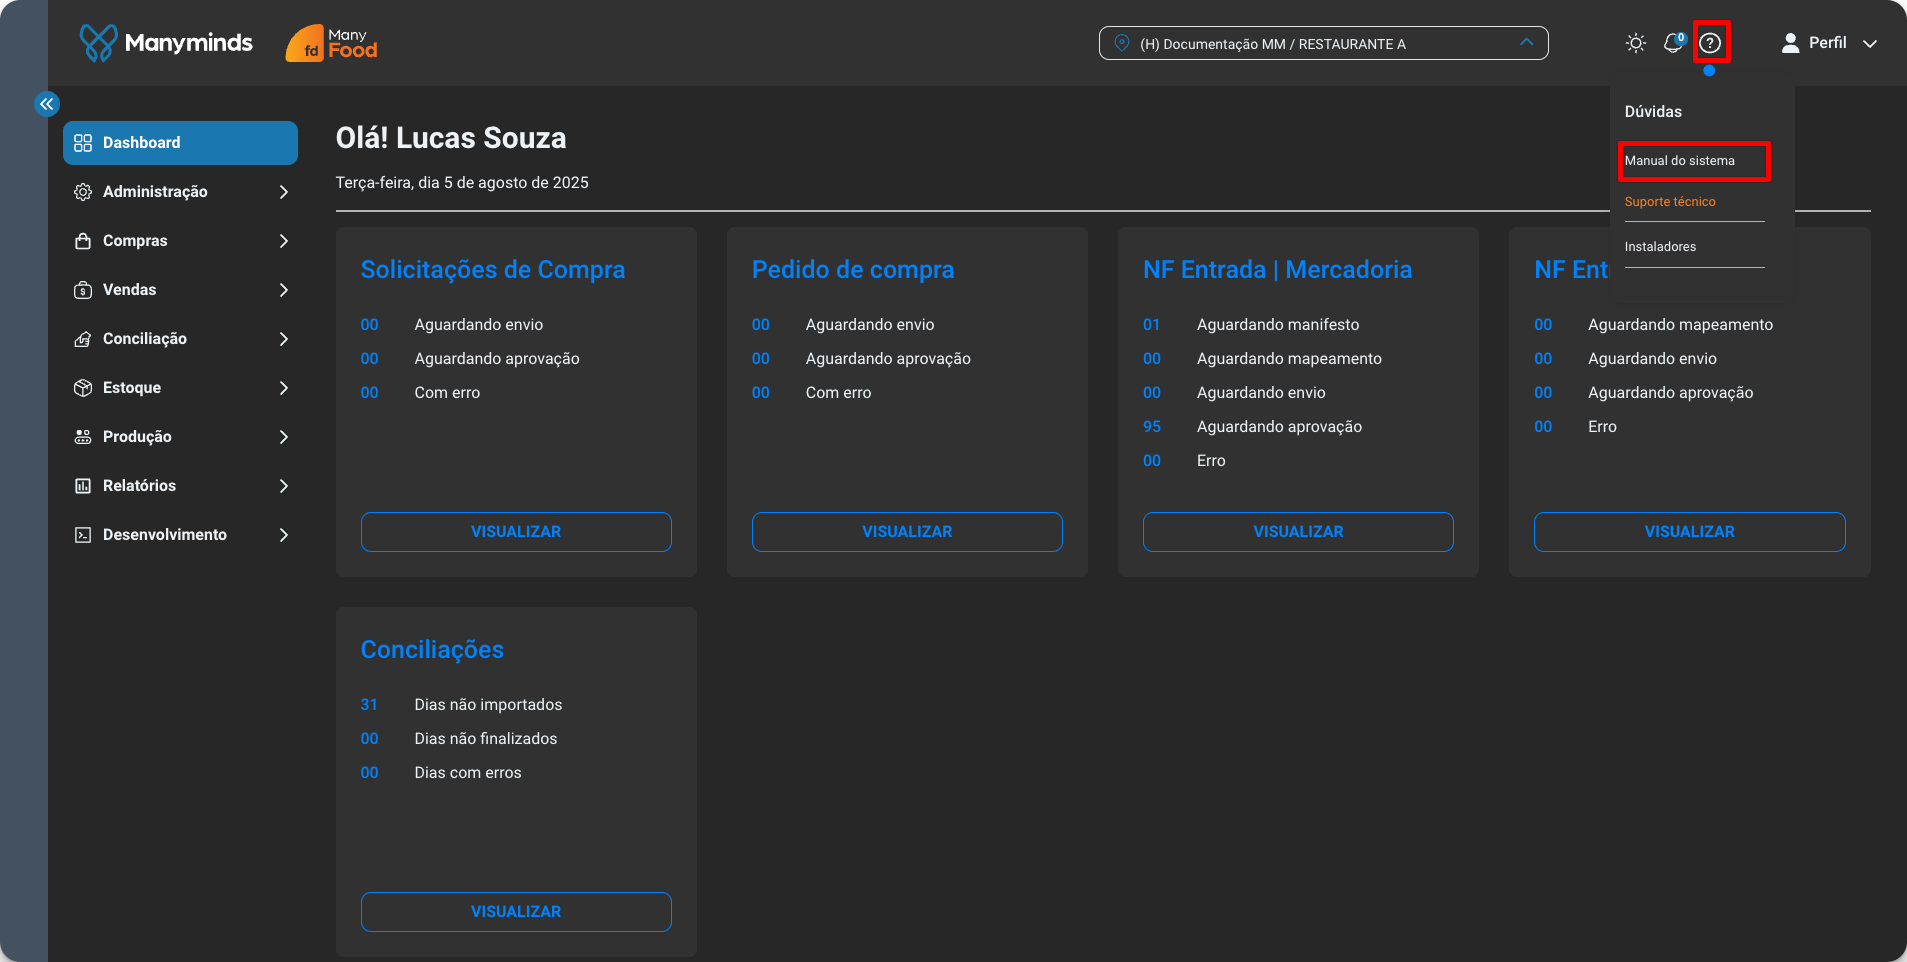 Manyminds
fd Many Food
(H) Documentação MM / RESTAURANTE A
0
?
Perfil
Dúvidas
Manual do sistema
Suporte técnico
Instaladores
Dashboard
Administração
Compras
Vendas
Conciliação
Estoque
Produção
Relatórios
Desenvolvimento
Olá! Lucas Souza
Terça-feira, dia 5 de agosto de 2025
Solicitações de Compra
00 Aguardando envio
00 Aguardando aprovação
00 Com erro
VISUALIZAR
Pedido de compra
00 Aguardando envio
00 Aguardando aprovação
00 Com erro
VISUALIZAR
NF Entrada | Mercadoria
01 Aguardando manifesto
00 Aguardando mapeamento
00 Aguardando envio
95 Aguardando aprovação
00 Erro
VISUALIZAR
NF Ent
00 Aguardando mapeamento
00 Aguardando envio
00 Aguardando aprovação
00 Erro
VISUALIZAR
Conciliações
31 Dias não importados
00 Dias não finalizados
00 Dias com erros
VISUALIZAR